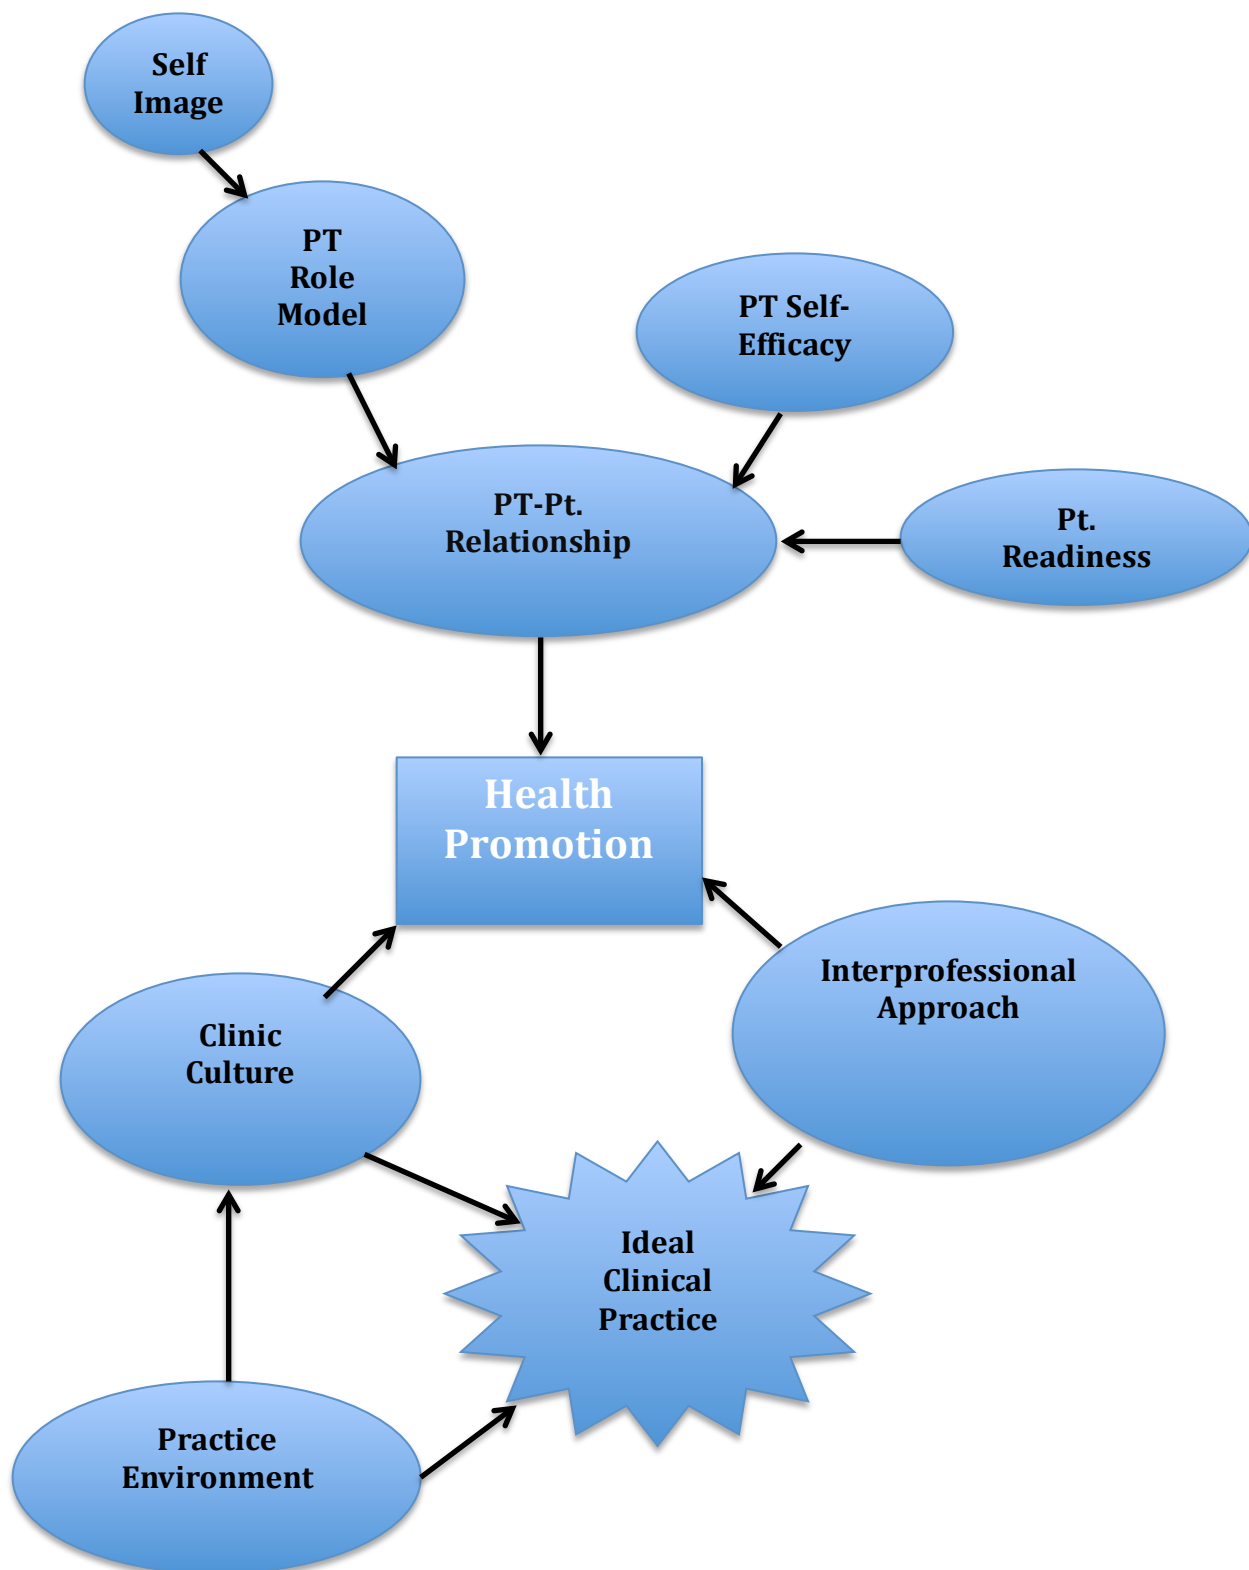 Self
Image
PT
Role
Model
PT Self-
Efficacy
PT-Pt.
Relationship
Pt.
Readiness
Health
Promotion
Interprofessional
Approach
Clinic
Culture
Ideal
Clinical
Practice
Practice
Environment